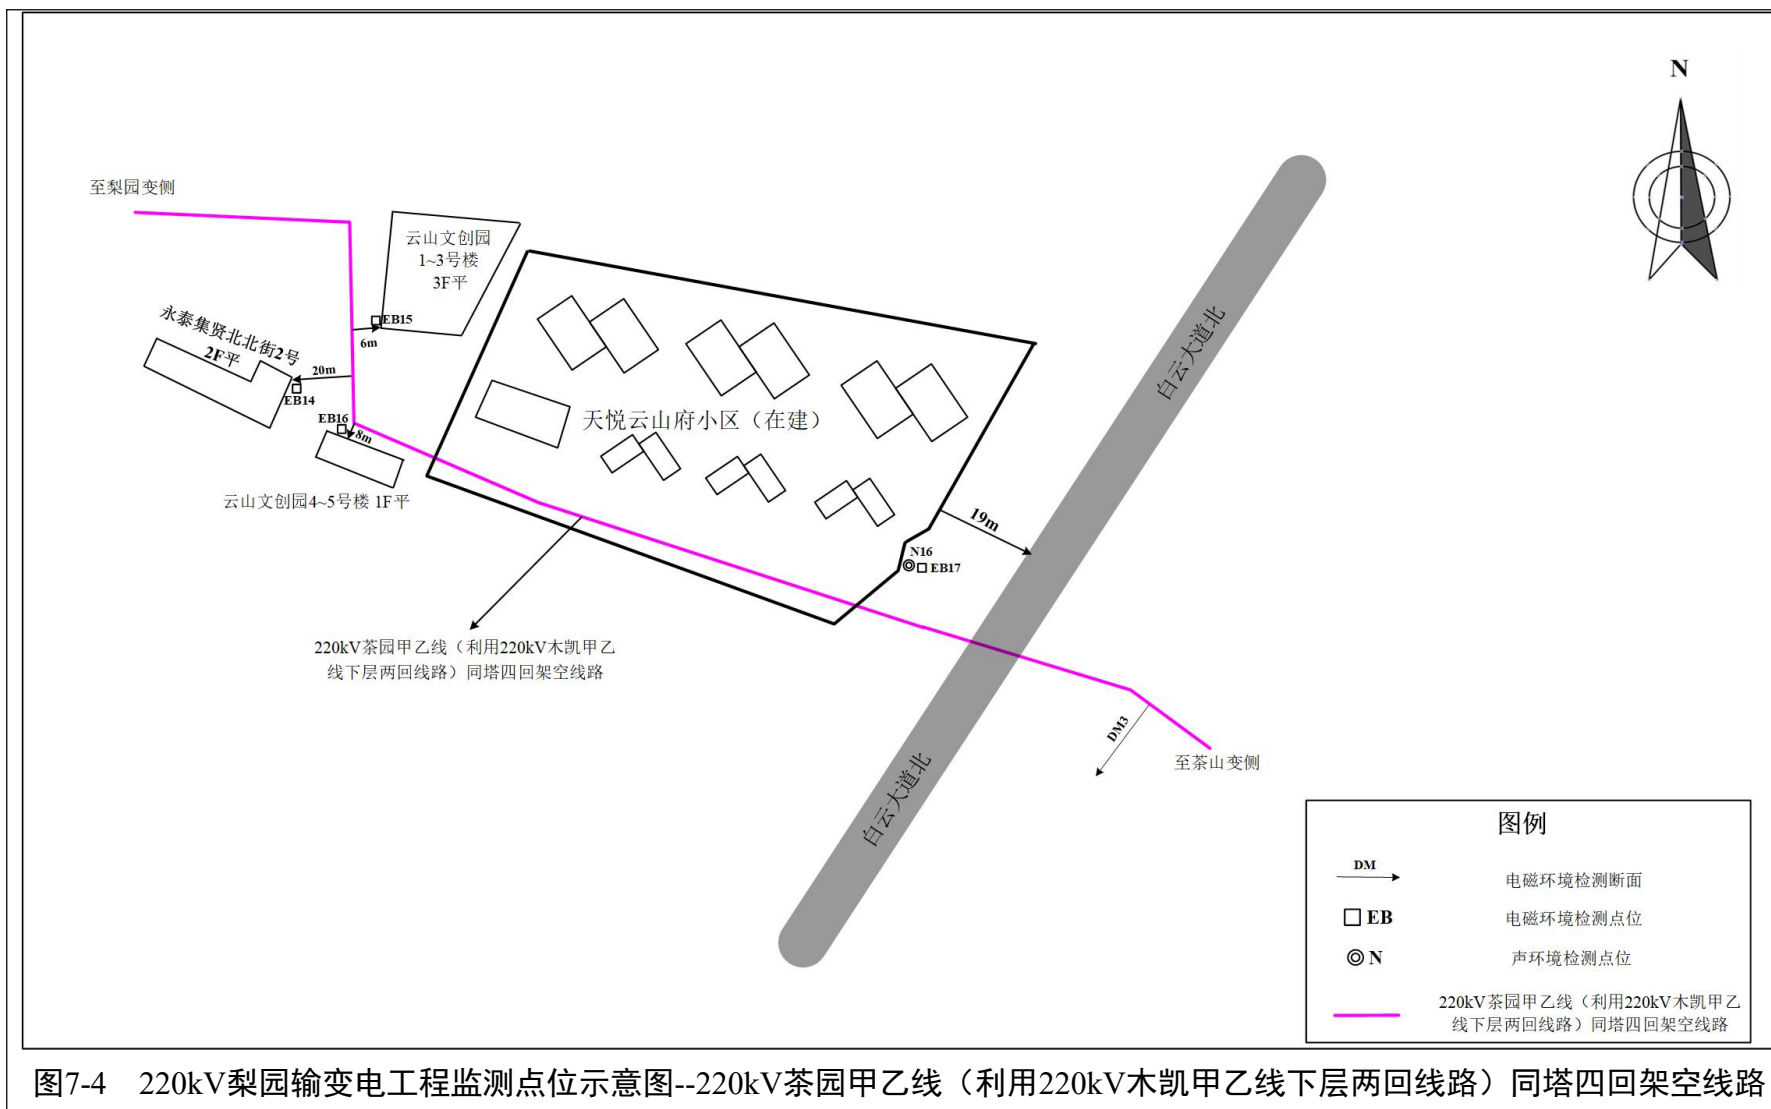 N
至梨园变侧
云山文创园
1~3号楼
3F平
EB15
6m
永泰集贤北北街2号
2F平
20m
EB14
EB16
8m
云山文创园4~5号楼 1F平
天悦云山府小区（在建）
白云大道北
19m
N16
EB17
220kV茶园甲乙线（利用220kV木凯甲乙
线下层两回线路）同塔四回架空线路
DM3
至茶山变侧
白云大道北
图例
DM
电磁环境检测断面
EB
电磁环境检测点位
N
声环境检测点位
220kV茶园甲乙线（利用220kV木凯甲乙
线下层两回线路）同塔四回架空线路
图7-4 220kV梨园输变电工程监测点位示意图--220kV茶园甲乙线（利用220kV木凯甲乙线下层两回线路）同塔四回架空线路